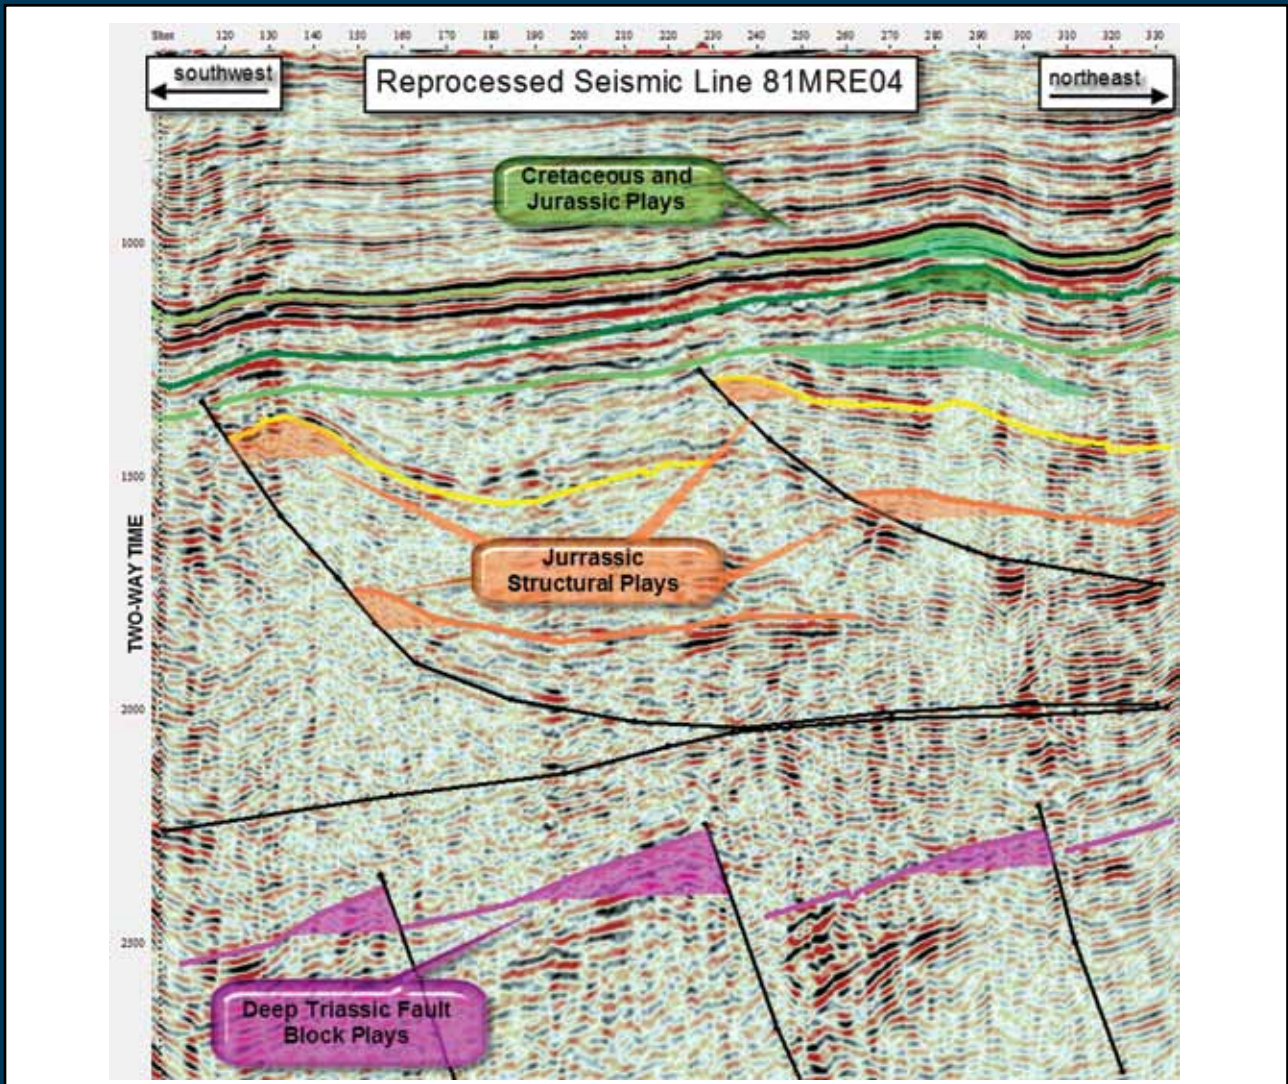 Shot 120 130 140 150 160 170 180 190 200 210 220 230 240 250 260 270 280 290 300 310 320 330
southwest
Reprocessed Seismic Line 81MRE04
northeast
Cretaceous and
Jurassic Plays
1000
1500
TWO-WAY TIME
Jurrassic
Structural Plays
2000
2500
Deep Triassic Fault
Block Plays